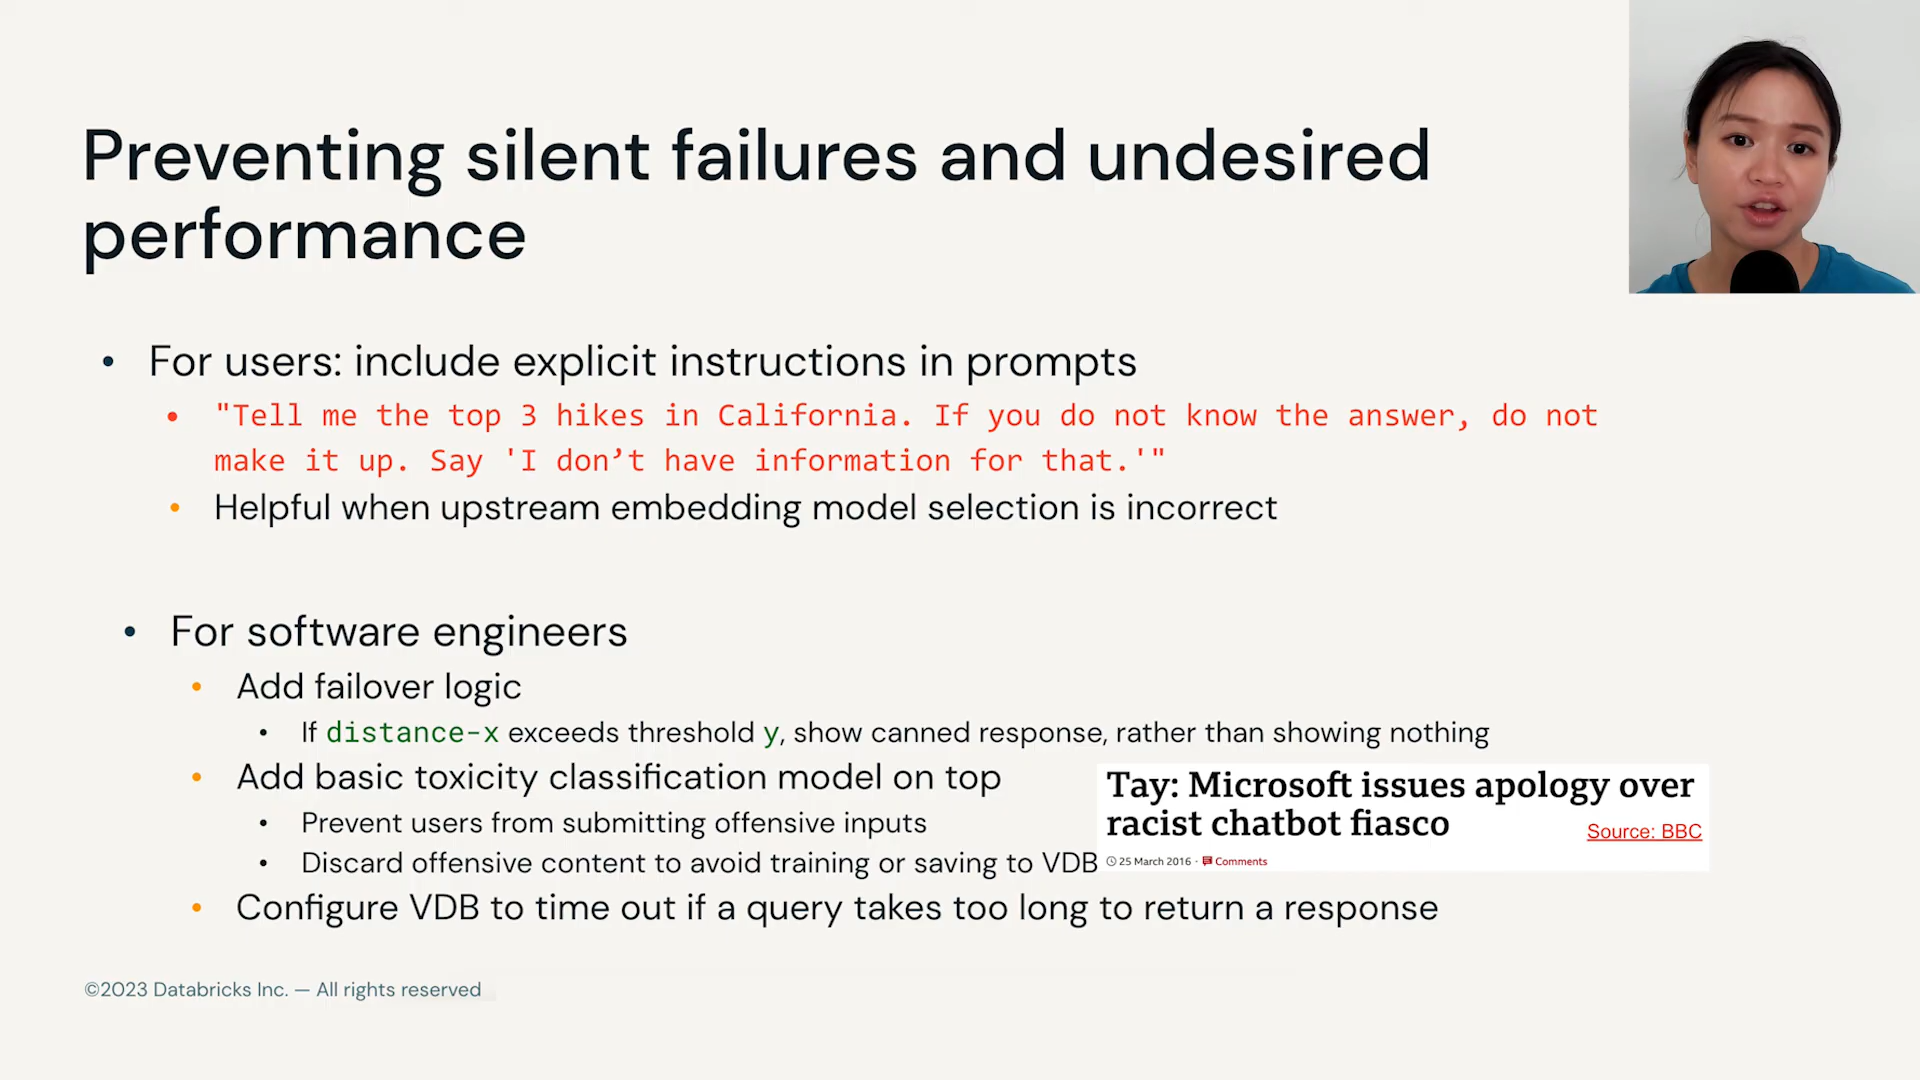 Preventing silent failures and undesired
performance
• For users: include explicit instructions in prompts
• "Tell me the top 3 hikes in California. If you do not know the answer, do not
make it up. Say 'I don’t have information for that.'"
• Helpful when upstream embedding model selection is incorrect
• For software engineers
• Add failover logic
• If distance-x exceeds threshold y, show canned response, rather than showing nothing
• Add basic toxicity classification model on top
• Prevent users from submitting offensive inputs
• Discard offensive content to avoid training or saving to VDB
Tay: Microsoft issues apology over
racist chatbot fiasco
Source: BBC
25 March 2016 · Comments
• Configure VDB to time out if a query takes too long to return a response
©2023 Databricks Inc. — All rights reserved